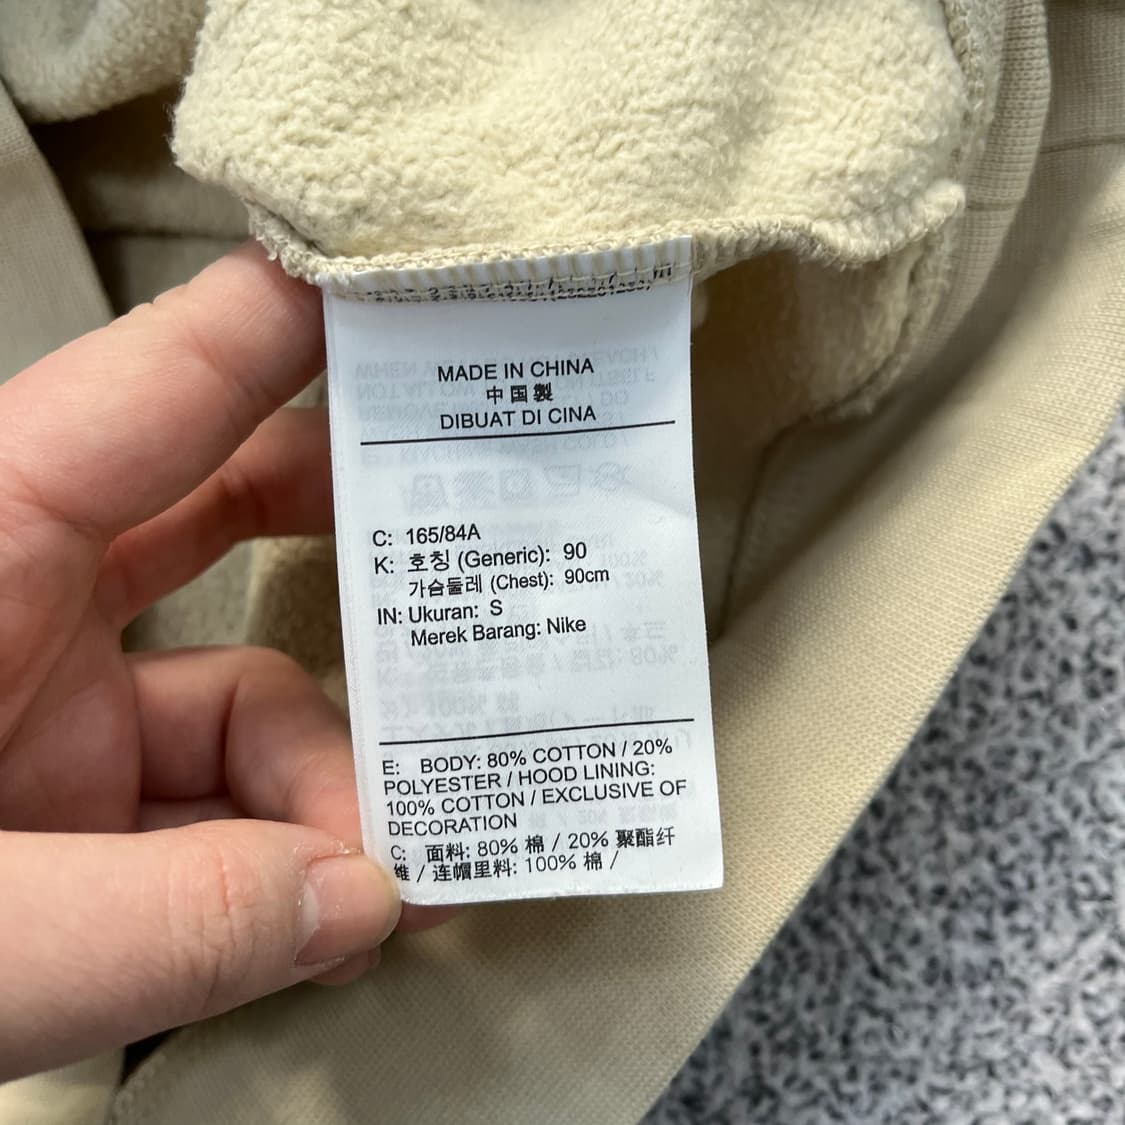 MADE IN CHINA
中国製
DIBUAT DI CINA
C: 165/84A
K: 호칭 (Generic): 90
가슴둘레 (Chest): 90cm
IN: Ukuran: S
Merek Barang: Nike
E: BODY: 80% COTTON / 20%
POLYESTER / HOOD LINING:
100% COTTON / EXCLUSIVE OF
DECORATION
C: 面料: 80% 棉 / 20% 聚酯纤
维 / 连帽里料: 100% 棉 /